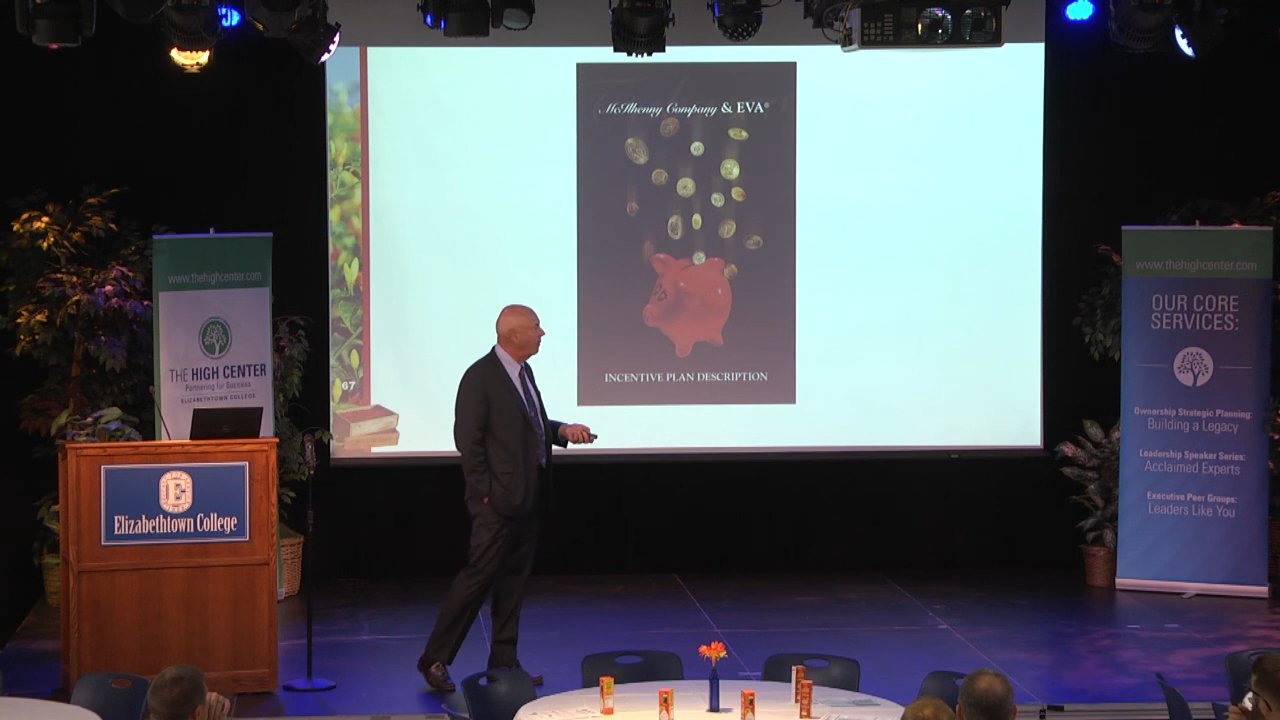 McIlhenny Company & EVA®
INCENTIVE PLAN DESCRIPTION
67
www.thehighcenter.com
THE HIGH CENTER
Partnering for Success
ELIZABETHTOWN COLLEGE
E
Elizabethtown College
www.thehighcenter.com
OUR CORE
SERVICES:
Ownership Strategic Planning:
Building a Legacy
Leadership Speaker Series:
Acclaimed Experts
Executive Peer Groups:
Leaders Like You